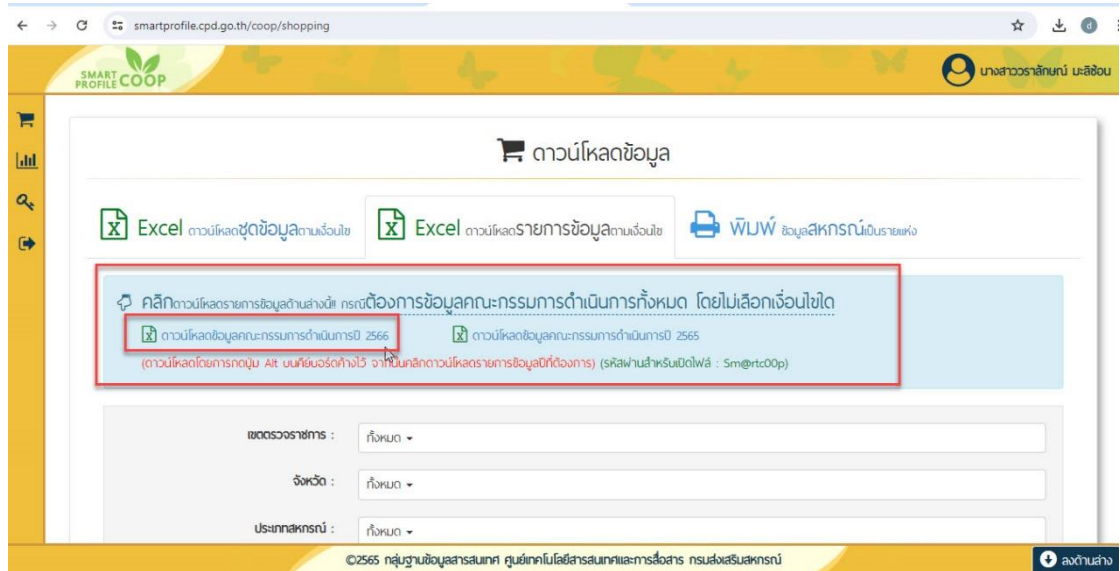 smartprofile.cpd.go.th/coop/shopping
d
SMART PROFILE COOP
นางสาววราลักษณ์ มะลิซ้อน
ดาวน์โหลดข้อมูล
Excel ดาวน์โหลดชุดข้อมูลตามเงื่อนไข
Excel ดาวน์โหลดรายการข้อมูลตามเงื่อนไข
พิมพ์ ข้อมูลสหกรณ์เป็นรายแห่ง
คลิกดาวน์โหลดรายการข้อมูลด้านล่างนี้!! กรณีต้องการข้อมูลคณะกรรมการดำเนินการทั้งหมด โดยไม่เลือกเงื่อนไขใด
ดาวน์โหลดข้อมูลคณะกรรมการดำเนินการปี 2566
ดาวน์โหลดข้อมูลคณะกรรมการดำเนินการปี 2565
(ดาวน์โหลดโดยการกดปุ่ม Alt บนคีย์บอร์ดค้างไว้ จากนั้นคลิกดาวน์โหลดรายการข้อมูลปีที่ต้องการ) (รหัสผ่านสำหรับเปิดไฟล์ : Sm@rtc00p)
เขตตรวจราชการ : ทั้งหมด
จังหวัด : ทั้งหมด
ประเภทสหกรณ์ : ทั้งหมด
©2565 กลุ่มฐานข้อมูลสารสนเทศ ศูนย์เทคโนโลยีสารสนเทศและการสื่อสาร กรมส่งเสริมสหกรณ์
ลงด้านล่าง